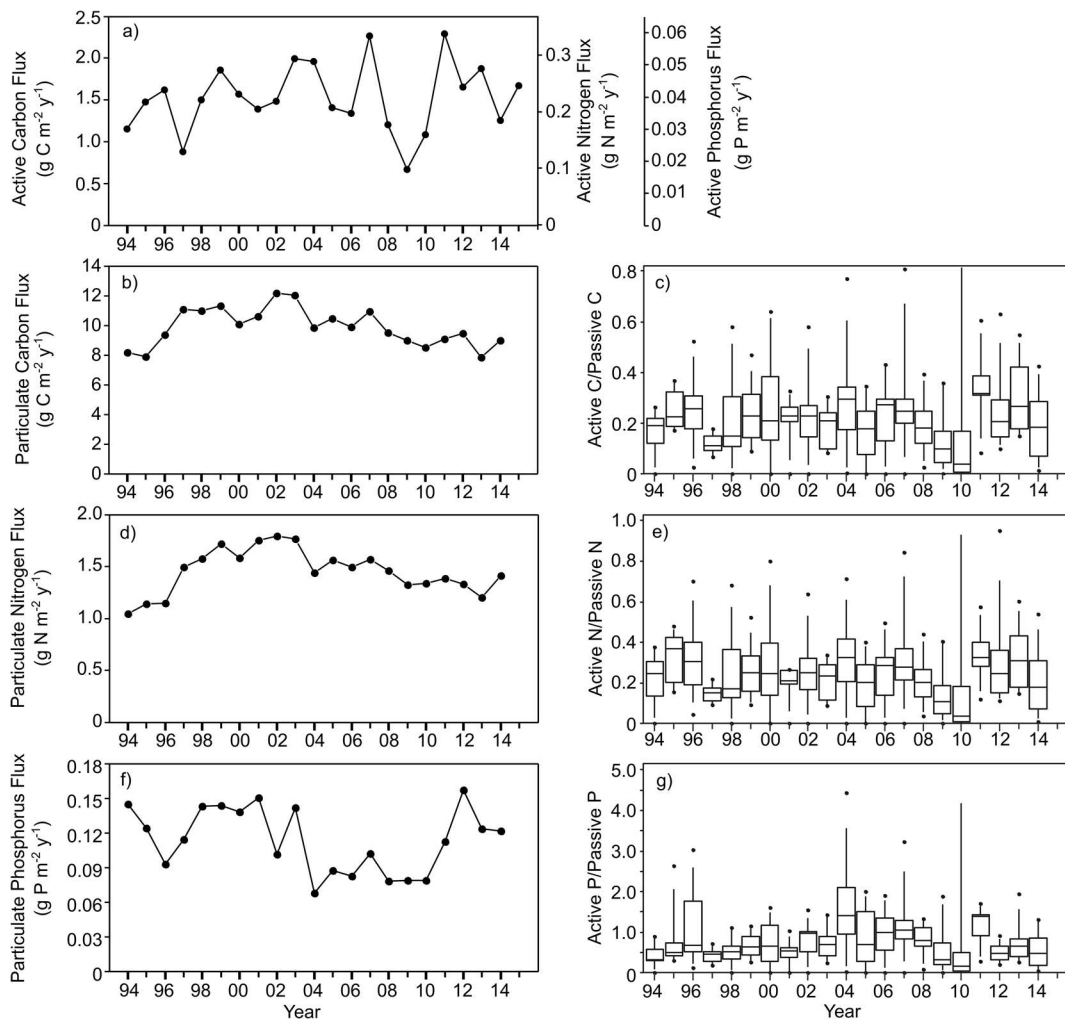 a)
Active Carbon Flux
(g C m-2 y-1)
2.5
2.0
1.5
1.0
0.5
0
0.3
0.2
0.1
0
Active Nitrogen Flux
(g N m-2 y-1)
0.06
0.05
0.04
0.03
0.02
0.01
0
Active Phosphorus Flux
(g P m-2 y-1)
94 96 98 00 02 04 06 08 10 12 14
b)
Particulate Carbon Flux
(g C m-2 y-1)
14
12
10
8
6
4
2
0
94 96 98 00 02 04 06 08 10 12 14
c)
Active C/Passive C
0.8
0.6
0.4
0.2
0
94 96 98 00 02 04 06 08 10 12 14
d)
Particulate Nitrogen Flux
(g N m-2 y-1)
2.0
1.5
1.0
0.5
0
94 96 98 00 02 04 06 08 10 12 14
e)
Active N/Passive N
1.0
0.8
0.6
0.4
0.2
0
94 96 98 00 02 04 06 08 10 12 14
f)
Particulate Phosphorus Flux
(g P m-2 y-1)
0.18
0.15
0.12
0.09
0.06
0.03
0
94 96 98 00 02 04 06 08 10 12 14
Year
g)
Active P/Passive P
5.0
4.0
3.0
2.0
1.0
0
94 96 98 00 02 04 06 08 10 12 14
Year